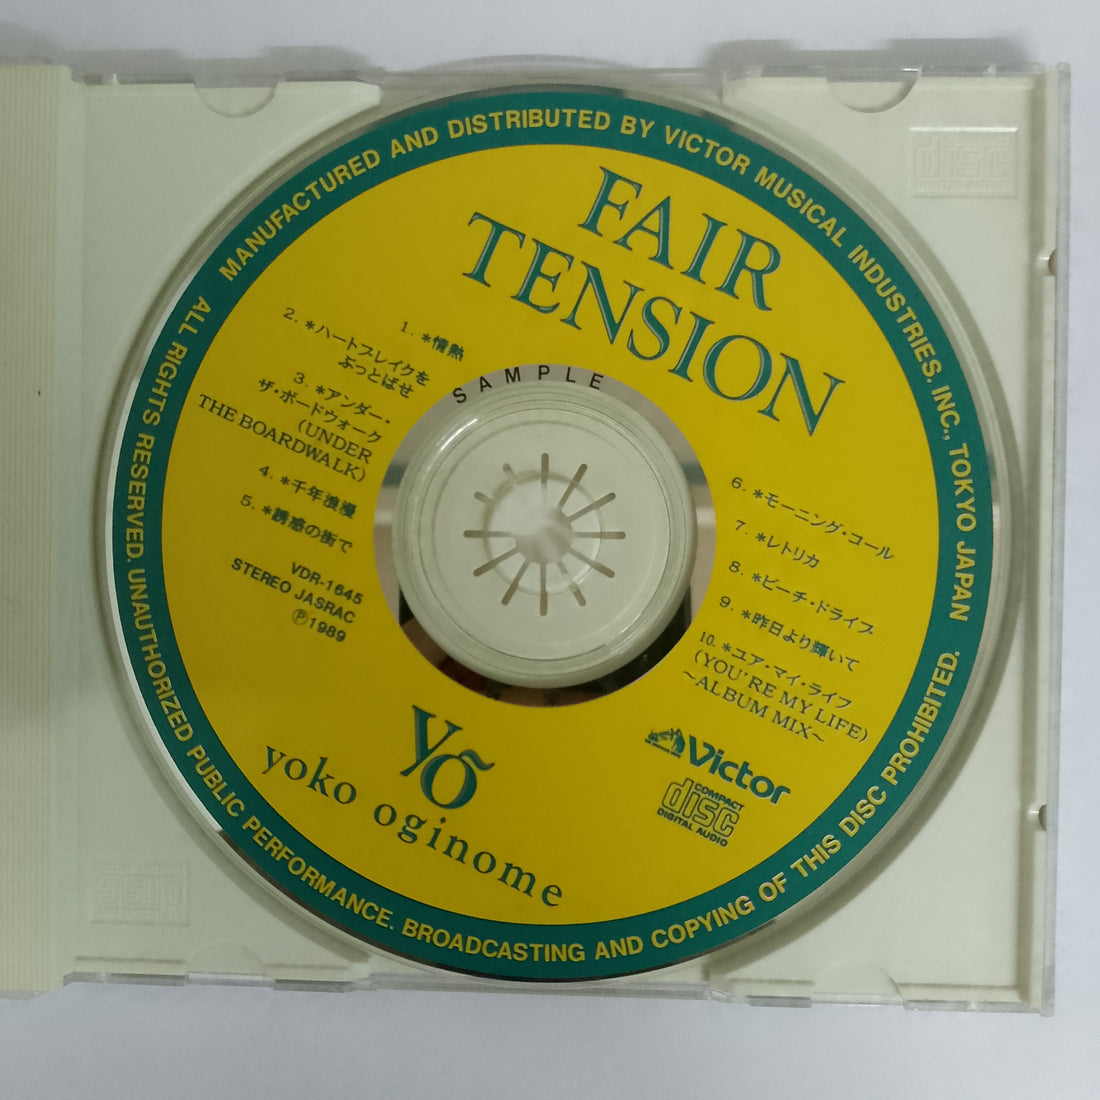 MANUFACTURED AND DISTRIBUTED BY VICTOR MUSICAL INDUSTRIES. INC., TOKYO JAPAN
FAIR
TENSION
1. *情熱
2. *ハートブレイクを
ぶっとばせ
3. *アンダー・
ザ・ボードウォーク
(UNDER
THE BOARDWALK)
4. *千年浪漫
5. *誘惑の街で
VDR-1645
STEREO JASRAC
Ⓟ1989
SAMPLE
6. *モーニング・コール
7. *レトリカ
8. *ビーチ・ドライブ
9. *昨日より輝いて
10. *ユア・マイ・ライフ
(YOU'RE MY LIFE)
~ALBUM MIX~
Victor
COMPACT
disc
DIGITAL AUDIO
Yõ
yoko oginome
ALL RIGHTS RESERVED. UNAUTHORIZED PUBLIC PERFORMANCE. BROADCASTING AND COPYING OF THIS DISC PROHIBITED.
disc
disc